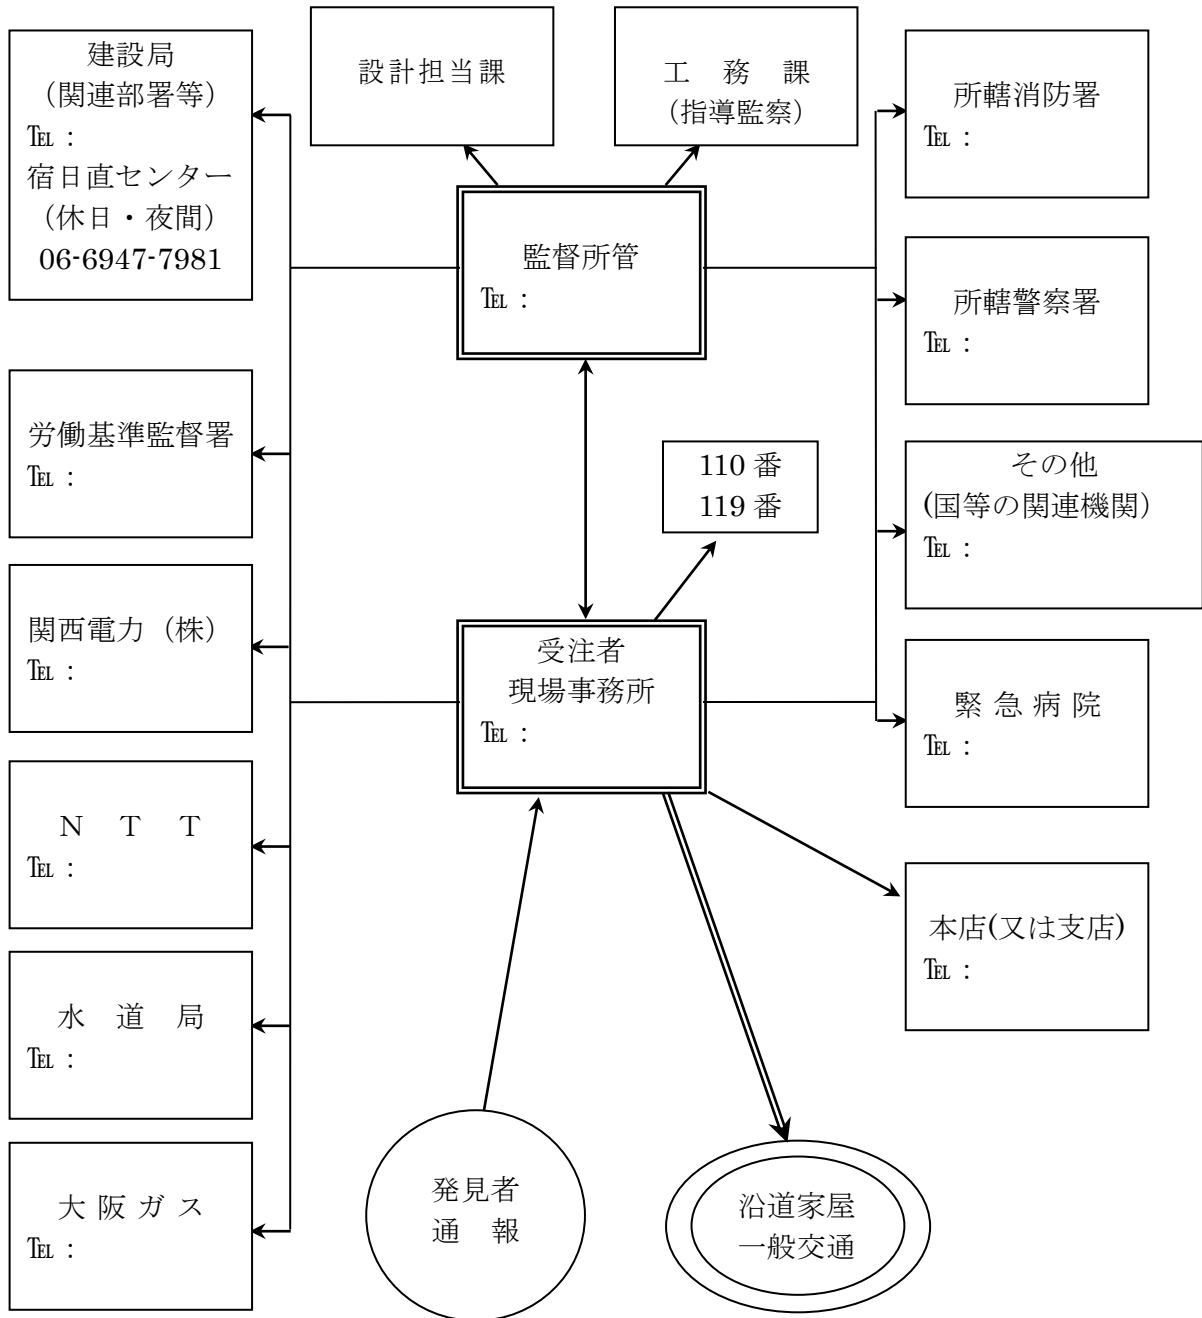 建設局
（関連部署等）
℡：
宿日直センター
（休日・夜間）
06-6947-7981
設計担当課
工　務　課
（指導監察）
所轄消防署
℡：
監督所管
℡：
所轄警察署
℡：
労働基準監督署
℡：
110 番
119 番
その他
(国等の関連機関）
℡：
関西電力（株）
℡：
受注者
現場事務所
℡：
緊 急 病 院
℡：
Ｎ　Ｔ　Ｔ
℡：
本店(又は支店)
℡：
水　道　局
℡：
大 阪 ガ ス
℡：
発見者
通　報
沿道家屋
一般交通